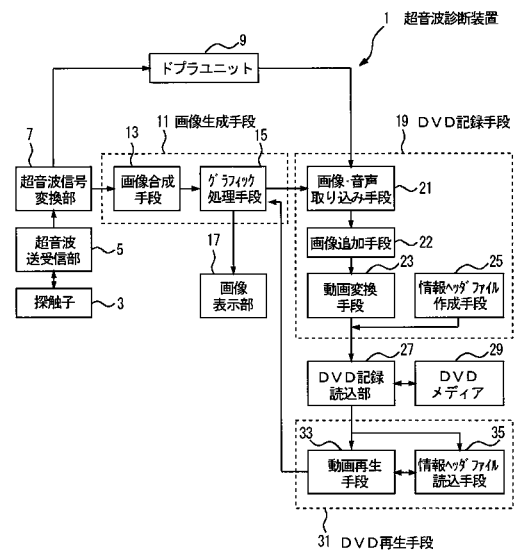 1 超音波診断装置
9
ドプラユニット
7
超音波信号
変換部
11 画像生成手段
13
画像合成
手段
15
グラフィック
処理手段
19 DVD記録手段
画像・音声
取り込み手段
21
画像追加手段
22
動画変換
手段
23
情報ヘッダファイル
作成手段
25
超音波
送受信部
5
探触子
3
17
画像
表示部
DVD記録
読込部
27
DVD
メディア
29
33
動画再生
手段
35
情報ヘッダファイル
読込手段
31 DVD再生手段